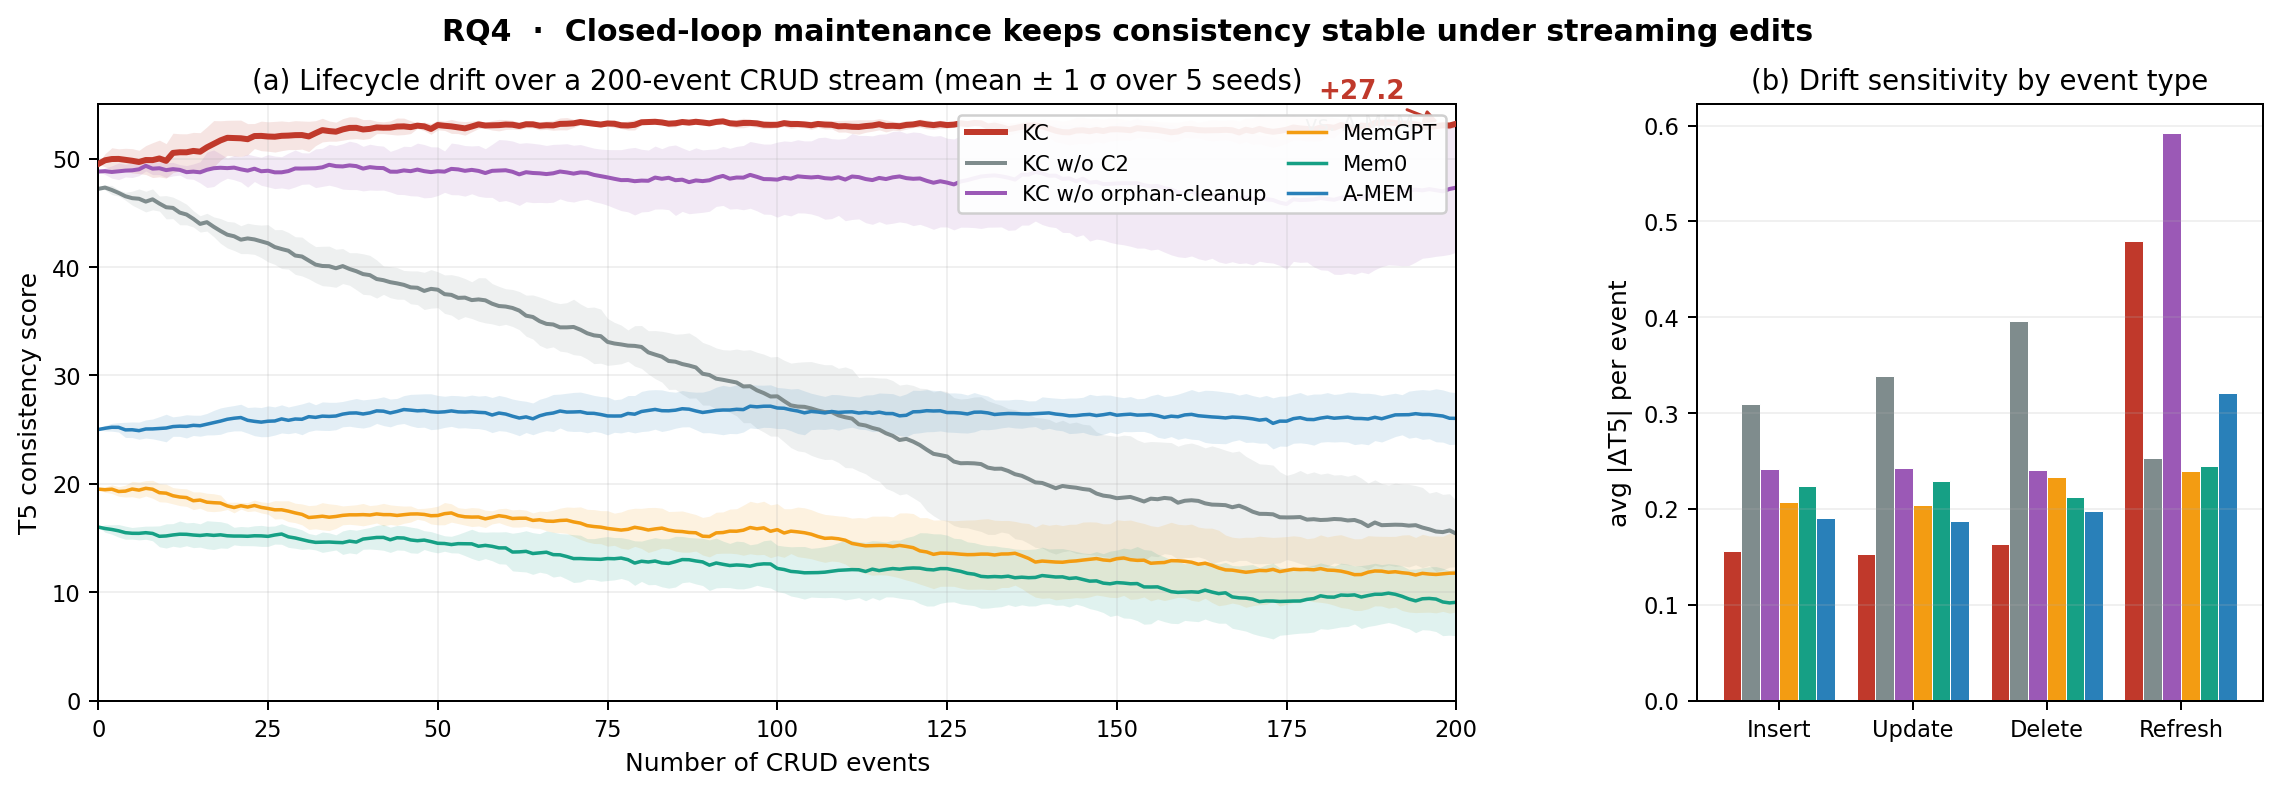 RQ4 · Closed-loop maintenance keeps consistency stable under streaming edits
(a) Lifecycle drift over a 200-event CRUD stream (mean ± 1 σ over 5 seeds)
+27.2
KC
KC w/o C2
KC w/o orphan-cleanup
MemGPT
Mem0
A-MEM
T5 consistency score
50
40
30
20
10
0
0 25 50 75 100 125 150 175 200
Number of CRUD events
(b) Drift sensitivity by event type
avg |ΔT5| per event
0.6
0.5
0.4
0.3
0.2
0.1
0.0
Insert Update Delete Refresh